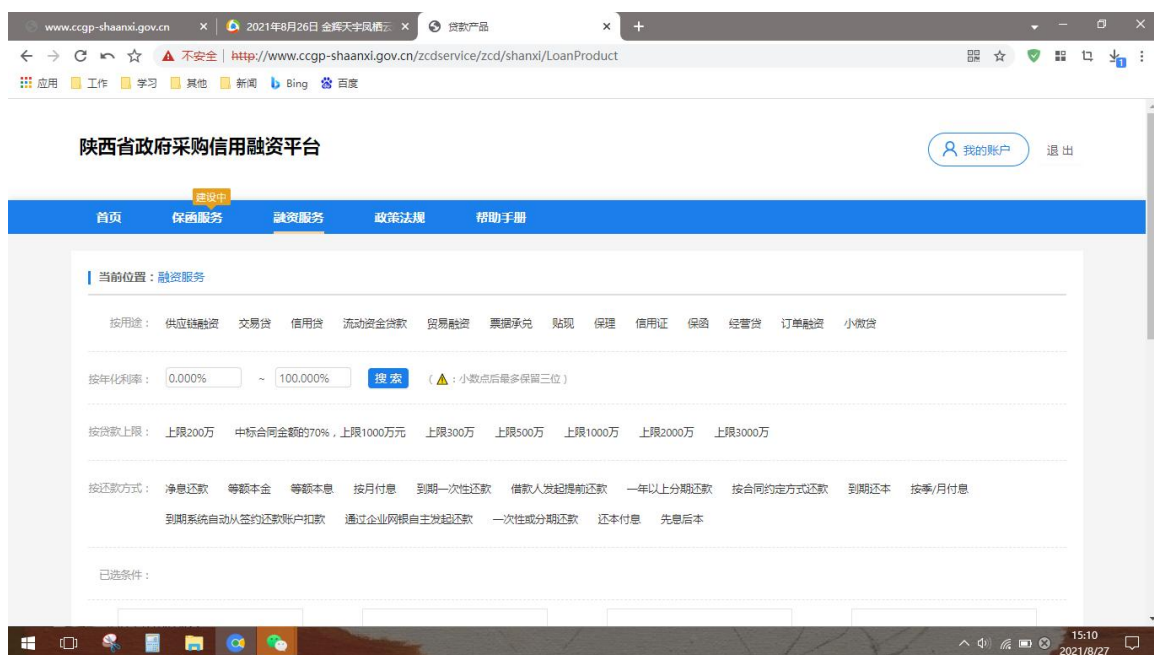 www.ccgp-shaanxi.gov.cn 2021年8月26日 金辉天宇凤栖云 贷款产品
不安全 http://www.ccgp-shaanxi.gov.cn/zcdservice/zcd/shanxi/LoanProduct
应用 工作 学习 其他 新闻 Bing 百度
陕西省政府采购信用融资平台 我的账户 退出
建设中
首页 保函服务 融资服务 政策法规 帮助手册
当前位置：融资服务
按用途： 供应链融资 交易贷 信用贷 流动资金贷款 贸易融资 票据承兑 贴现 保理 信用证 保函 经营贷 订单融资 小微贷
按年化利率： 0.000% ~ 100.000% 搜索 （ ：小数点后最多保留三位）
按贷款上限： 上限200万 中标合同金额的70%，上限1000万元 上限300万 上限500万 上限1000万 上限2000万 上限3000万
按还款方式： 净息还款 等额本金 等额本息 按月付息 到期一次性还款 借款人发起提前还款 一年以上分期还款 按合同约定方式还款 到期还本 按季/月付息
到期系统自动从签约还款账户扣款 通过企业网银自主发起还款 一次性或分期还款 还本付息 先息后本
已选条件：
15:10
2021/8/27